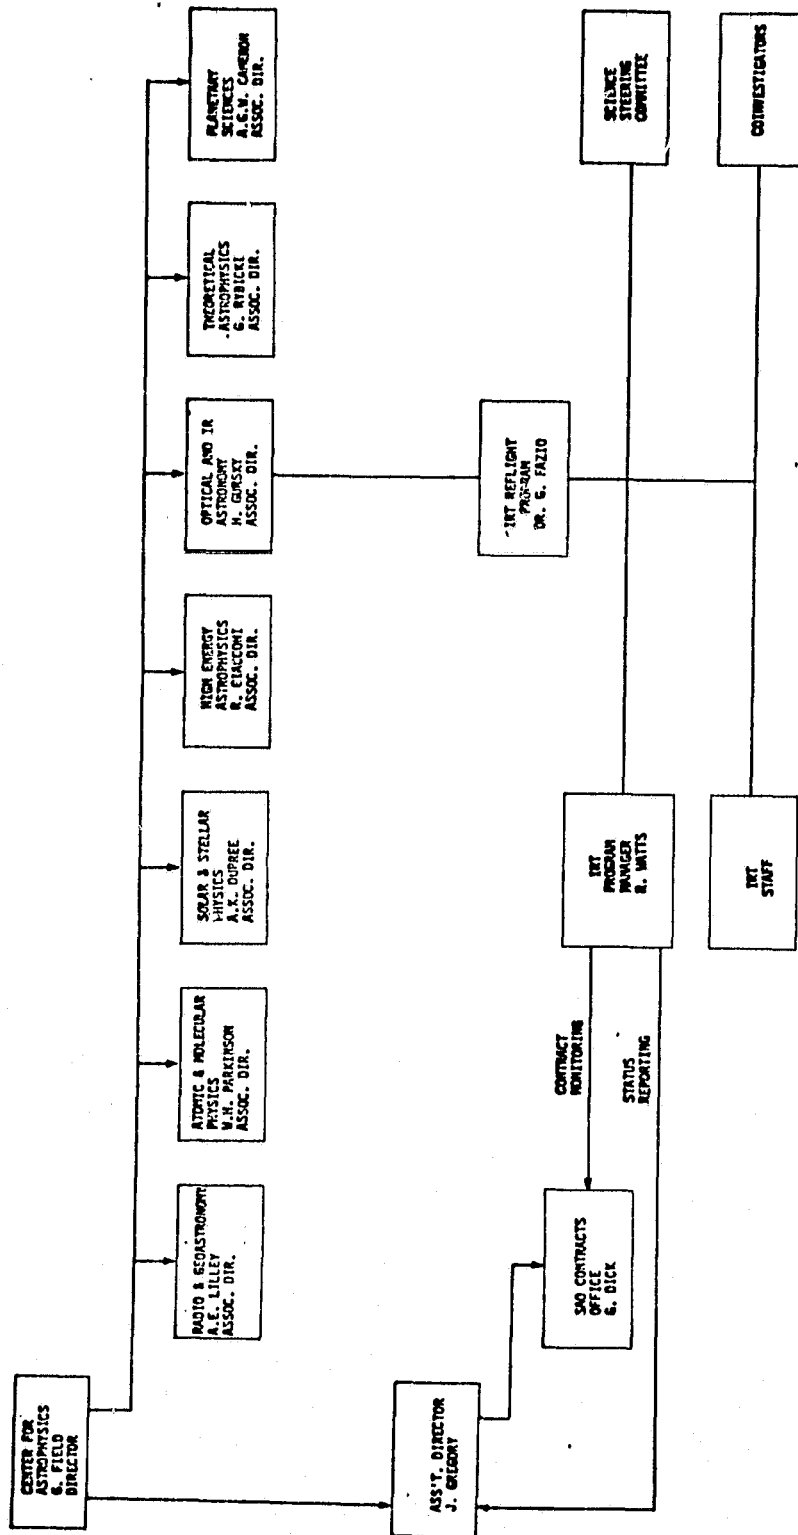 CENTER FOR
ASTROPHYSICS
G. FIELD
DIRECTOR
RADIO & GEOASTRONOMY
A.E. LILLEY
ASSOC. DIR.
ATOMIC & MOLECULAR
PHYSICS
W.H. PARKINSON
ASSOC. DIR.
SOLAR & STELLAR
PHYSICS
A.K. DUPREE
ASSOC. DIR.
HIGH ENERGY
ASTROPHYSICS
R. GIACCONI
ASSOC. DIR.
OPTICAL AND IR
ASTRONOMY
H. GURSKY
ASSOC. DIR.
THEORETICAL
ASTROPHYSICS
G. RYBICKI
ASSOC. DIR.
PLANETARY
SCIENCES
A.G.W. CAMERON
ASSOC. DIR.
ASS'T. DIRECTOR
J. GREGORY
SAO CONTRACTS
OFFICE
G. DICK
CONTRACT
MONITORING
STATUS
REPORTING
IRT REFLIGHT
PROGRAM
DR. G. FAZIO
IRT
PROGRAM
MANAGER
R. WATTS
SCIENCE
STEERING
COMMITTEE
IRT
STAFF
COINVESTIGATORS